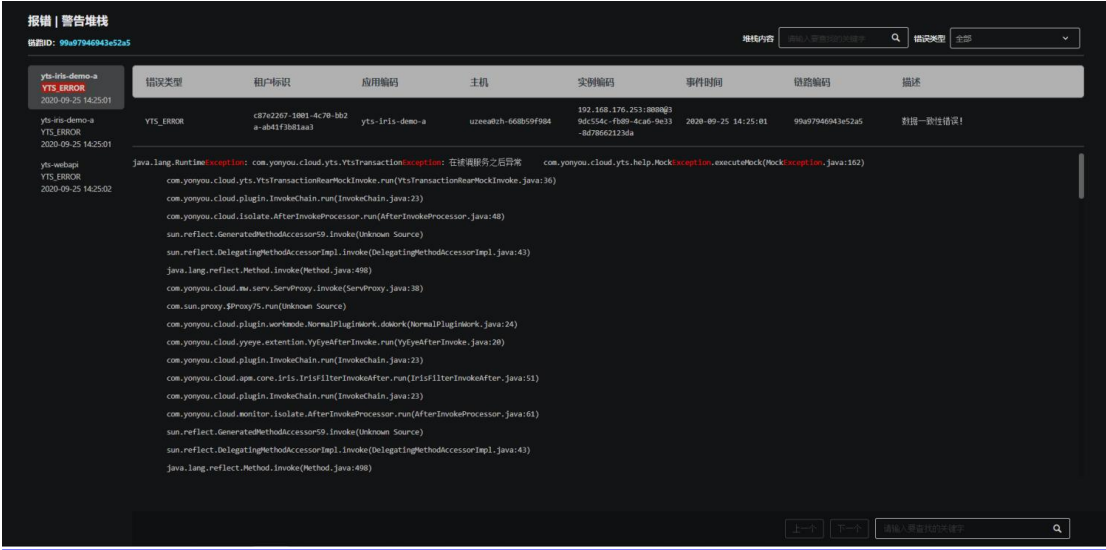 报错 | 警告堆栈
链路ID: 99a97946943e52a5
堆栈内容 请输入要查找的关键字 错误类型 全部
yts-iris-demo-a
YTS_ERROR
2020-09-25 14:25:01
yts-iris-demo-a
YTS_ERROR
2020-09-25 14:25:01
yts-webapi
YTS_ERROR
2020-09-25 14:25:02
错误类型 租户标识 应用编码 主机 实例编码 事件时间 链路编码 描述
YTS_ERROR c87e2267-1001-4c70-bb2a-ab41f3b81aa3 yts-iris-demo-a uzeea0zh-668b59f984 192.168.176.253:8080@39dc554c-fb89-4ca6-9e33-8d78662123da 2020-09-25 14:25:01 99a97946943e52a5 数据一致性错误!
java.lang.RuntimeException: com.yonyou.cloud.yts.YtsTransactionException: 在被调服务之后异常 com.yonyou.cloud.yts.help.MockException.executeMock(MockException.java:162)
com.yonyou.cloud.yts.YtsTransactionRearMockInvoke.run(YtsTransactionRearMockInvoke.java:36)
com.yonyou.cloud.plugin.InvokeChain.run(InvokeChain.java:23)
com.yonyou.cloud.isolate.AfterInvokeProcessor.run(AfterInvokeProcessor.java:48)
sun.reflect.GeneratedMethodAccessor59.invoke(Unknown Source)
sun.reflect.DelegatingMethodAccessorImpl.invoke(DelegatingMethodAccessorImpl.java:43)
java.lang.reflect.Method.invoke(Method.java:498)
com.yonyou.cloud.mw.serv.ServProxy.invoke(ServProxy.java:38)
com.sun.proxy.$Proxy75.run(Unknown Source)
com.yonyou.cloud.plugin.workmode.NormalPluginWork.doWork(NormalPluginWork.java:24)
com.yonyou.cloud.yyeye.extention.YyEyeAfterInvoke.run(YyEyeAfterInvoke.java:20)
com.yonyou.cloud.plugin.InvokeChain.run(InvokeChain.java:23)
com.yonyou.cloud.apm.core.iris.IrisFilterInvokeAfter.run(IrisFilterInvokeAfter.java:51)
com.yonyou.cloud.plugin.InvokeChain.run(InvokeChain.java:23)
com.yonyou.cloud.monitor.isolate.AfterInvokeProcessor.run(AfterInvokeProcessor.java:61)
sun.reflect.GeneratedMethodAccessor59.invoke(Unknown Source)
sun.reflect.DelegatingMethodAccessorImpl.invoke(DelegatingMethodAccessorImpl.java:43)
java.lang.reflect.Method.invoke(Method.java:498)
上一个 下一个 请输入要查找的关键字